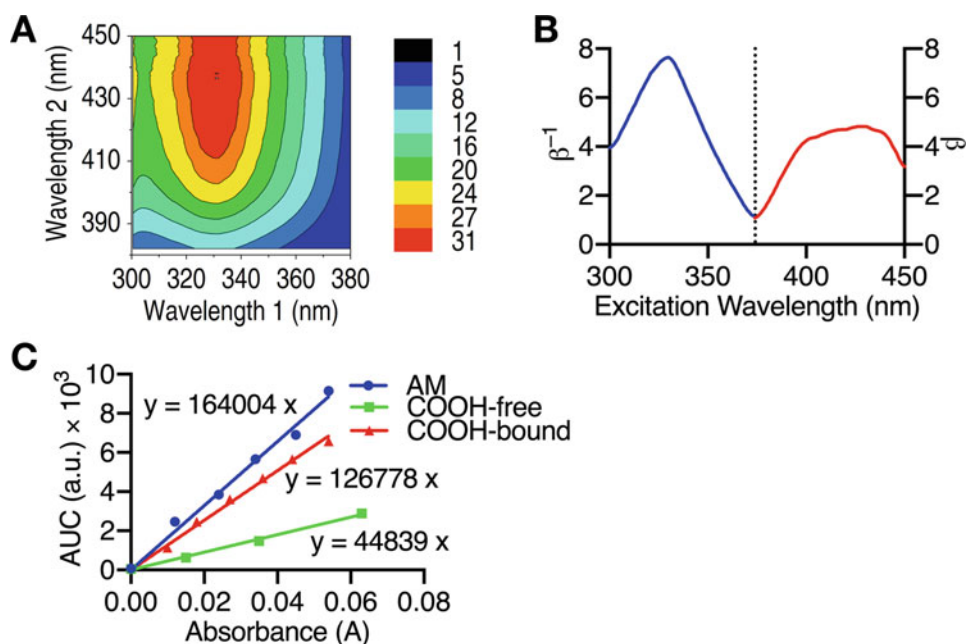 A
450
430
410
390
Wavelength 2 (nm)
300 320 340 360 380
Wavelength 1 (nm)
1
5
8
12
16
20
24
27
31
B
8
6
4
2
0
β⁻¹
8
6
4
2
0
β
300 350 400 450
Excitation Wavelength (nm)
C
10
8
6
4
2
0
AUC (a.u.) × 10³
y = 164004 x
y = 126778 x
y = 44839 x
AM
COOH-free
COOH-bound
0.00 0.02 0.04 0.06 0.08
Absorbance (A)